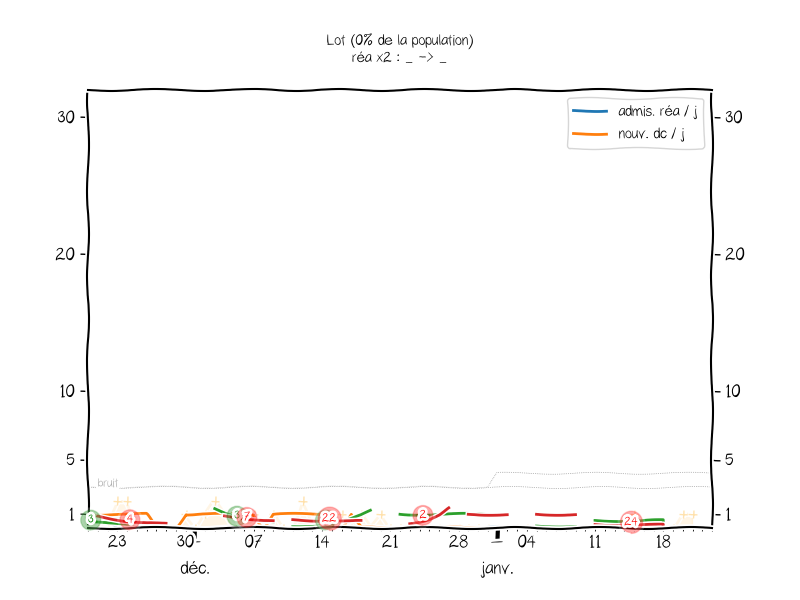 Lot (0% de la population)
réa x2 : _ -> _
admis. réa / j
nouv. dc / j
30 30
20 20
10 10
5 5
bruit
1 3 4 3 7 22 2 24 1
23 30 07 14 21 28 04 11 18
déc. janv.